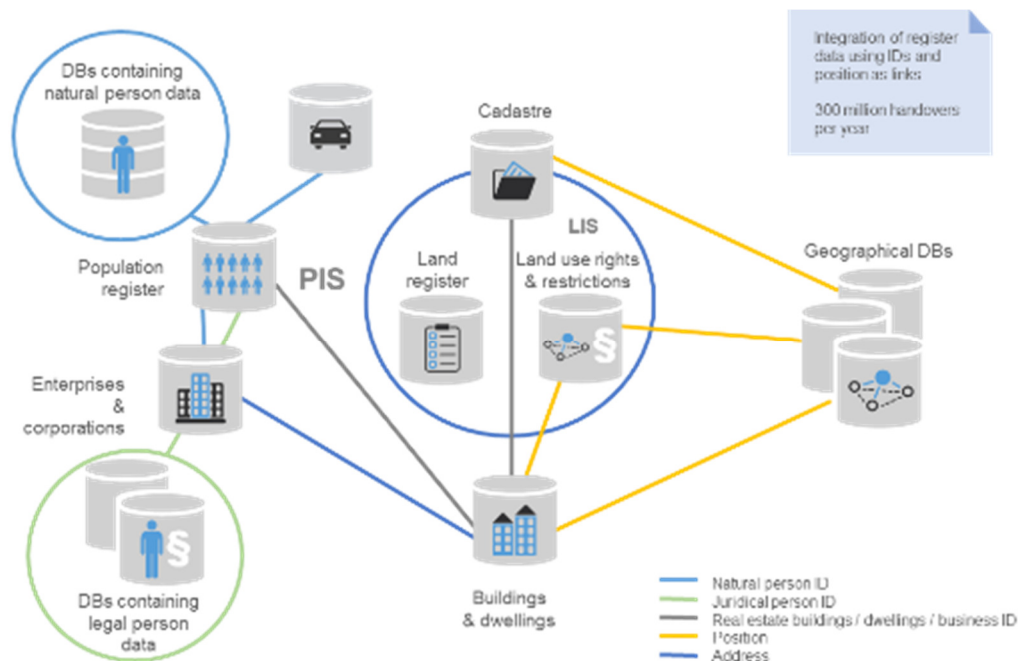 Integration of register
data using IDs and
position as links
300 million handovers
per year
DBs containing
natural person data
Cadastre
LIS
Land
register
Land use rights
& restrictions
§
Geographical DBs
Population
register
PIS
Enterprises
&
corporations
§
DBs containing
legal person
data
Buildings
& dwellings
Natural person ID
Juridical person ID
Real estate buildings / dwellings / business ID
Position
Address